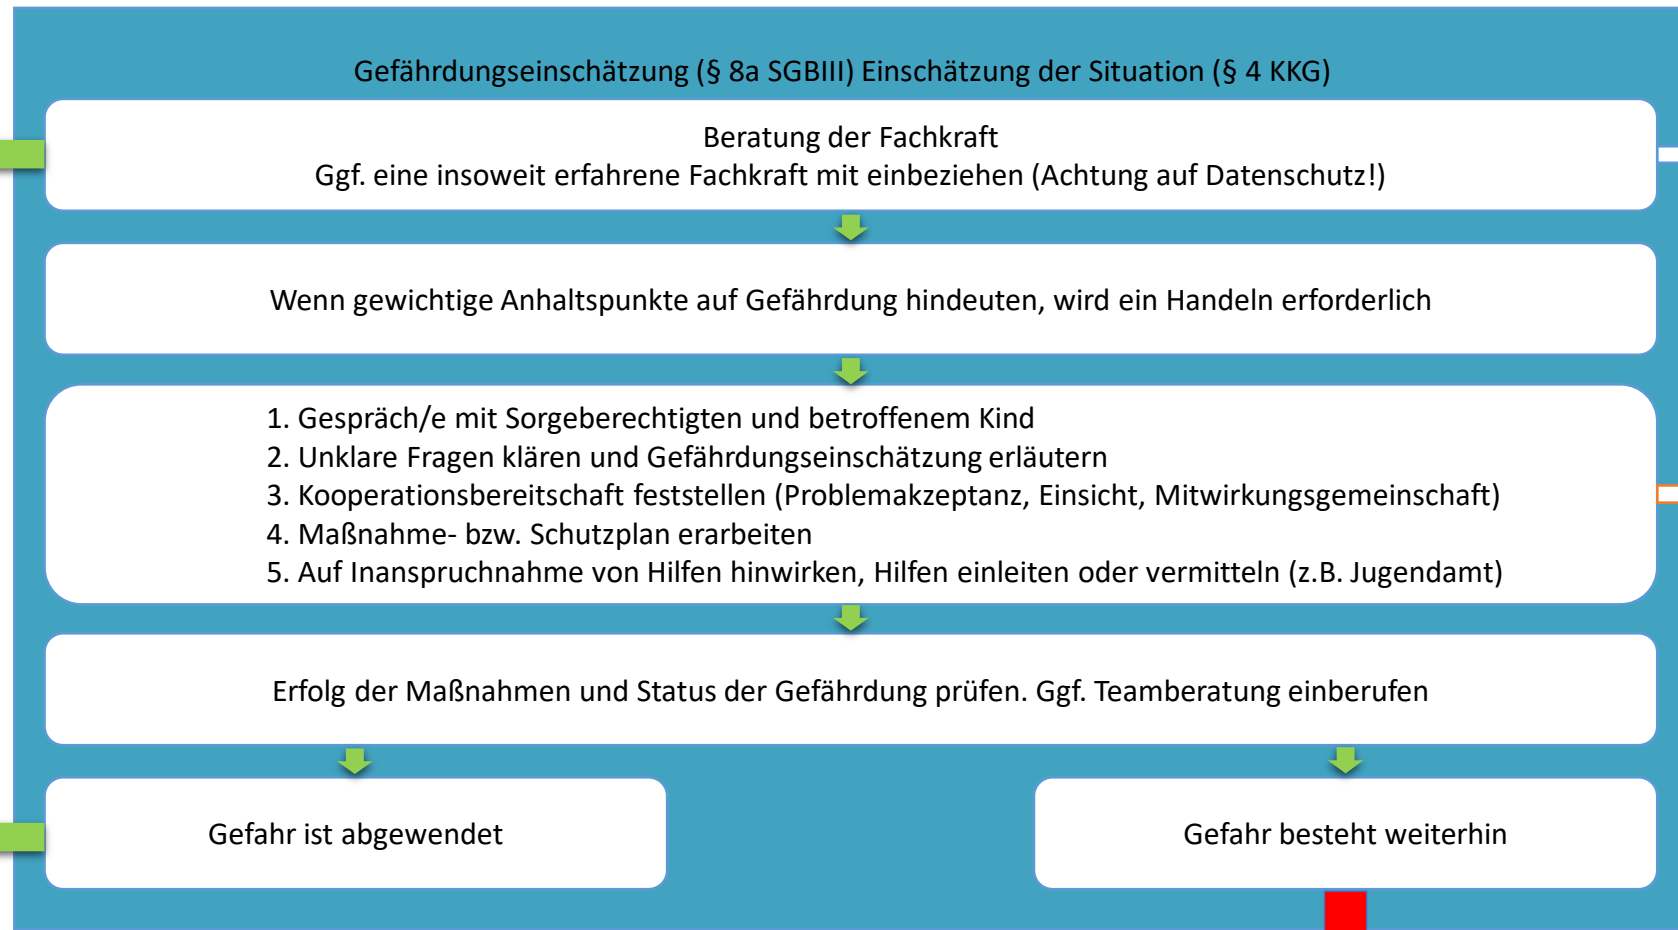 Gefährdungseinschätzung (§ 8a SGBIII) Einschätzung der Situation (§ 4 KKG)
Beratung der Fachkraft
Ggf. eine insoweit erfahrene Fachkraft mit einbeziehen (Achtung auf Datenschutz!)
Wenn gewichtige Anhaltspunkte auf Gefährdung hindeuten, wird ein Handeln erforderlich
1. Gespräch/e mit Sorgeberechtigten und betroffenem Kind
2. Unklare Fragen klären und Gefährdungseinschätzung erläutern
3. Kooperationsbereitschaft feststellen (Problemakzeptanz, Einsicht, Mitwirkungsgemeinschaft)
4. Maßnahme- bzw. Schutzplan erarbeiten
5. Auf Inanspruchnahme von Hilfen hinwirken, Hilfen einleiten oder vermitteln (z.B. Jugendamt)
Erfolg der Maßnahmen und Status der Gefährdung prüfen. Ggf. Teamberatung einberufen
Gefahr ist abgewendet
Gefahr besteht weiterhin